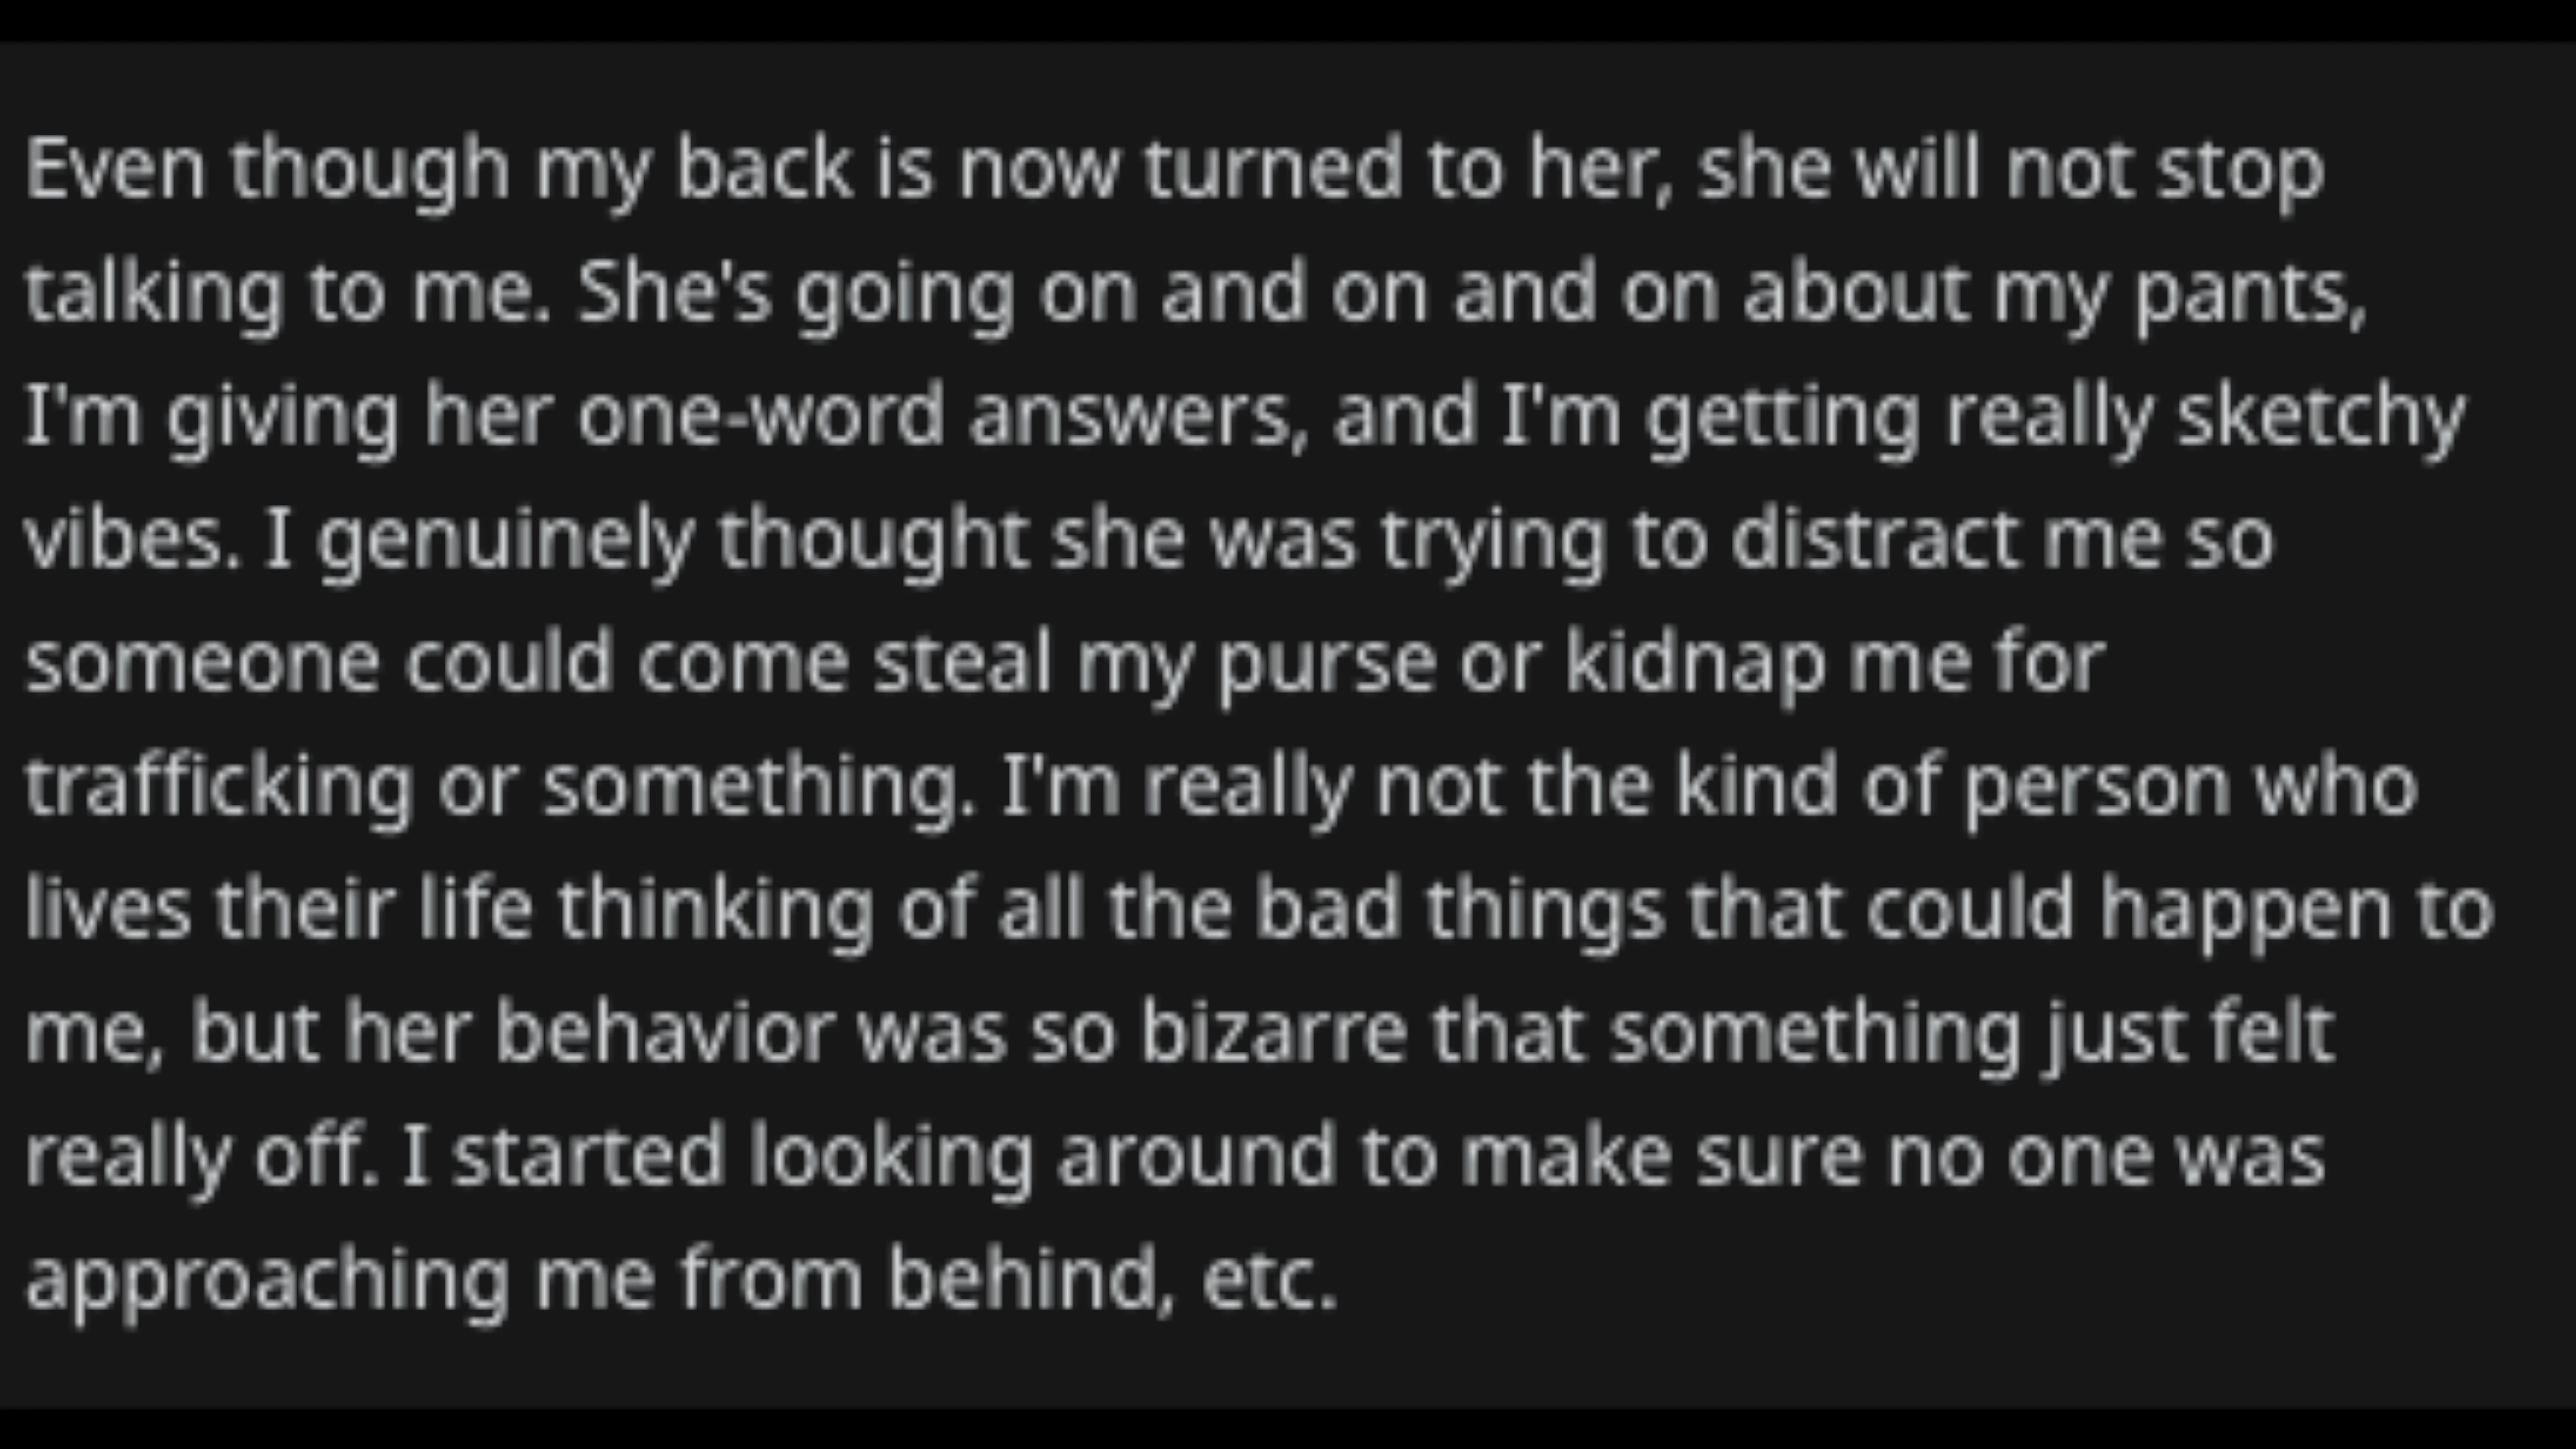 Even though my back is now turned to her, she will not stop
talking to me. She's going on and on and on about my pants,
I'm giving her one-word answers, and I'm getting really sketchy
vibes. I genuinely thought she was trying to distract me so
someone could come steal my purse or kidnap me for
trafficking or something. I'm really not the kind of person who
lives their life thinking of all the bad things that could happen to
me, but her behavior was so bizarre that something just felt
really off. I started looking around to make sure no one was
approaching me from behind, etc.